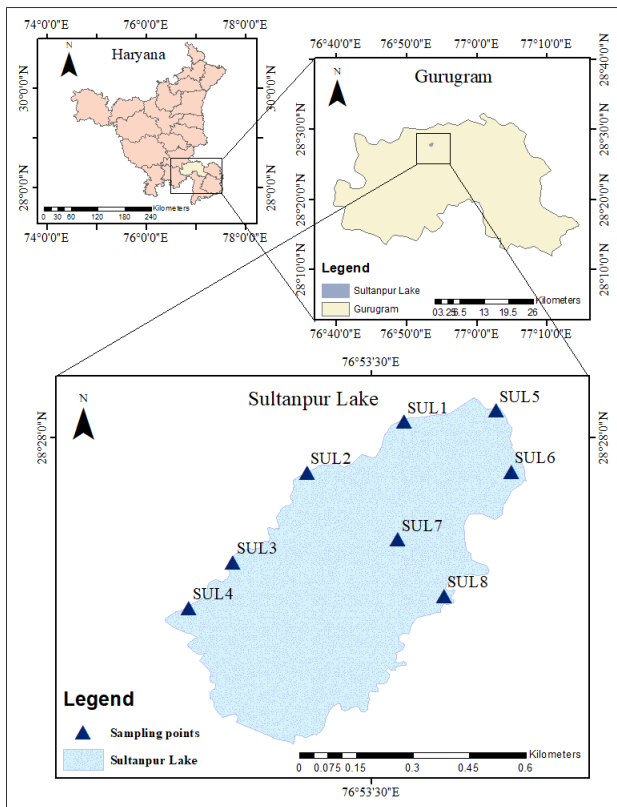 74°0'0"E 76°0'0"E 78°0'0"E
Haryana
N
30°0'0"N
28°0'0"N
30°0'0"N
28°0'0"N
Kilometers
0 30 60 120 180 240
74°0'0"E 76°0'0"E 78°0'0"E
76°40'0"E 76°50'0"E 77°0'0"E 77°10'0"E
Gurugram
N
28°40'0"N
28°30'0"N
28°20'0"N
28°10'0"N
28°40'0"N
28°30'0"N
28°20'0"N
28°10'0"N
Legend
Sultanpur Lake
Gurugram
Kilometers
0 3.25 6.5 13 19.5 26
76°40'0"E 76°50'0"E 77°0'0"E 77°10'0"E
76°53'30"E
Sultanpur Lake
N
28°28'0"N
28°28'0"N
SUL5
SUL1
SUL2
SUL6
SUL7
SUL3
SUL8
SUL4
Legend
Sampling points
Sultanpur Lake
Kilometers
0 0.075 0.15 0.3 0.45 0.6
76°53'30"E